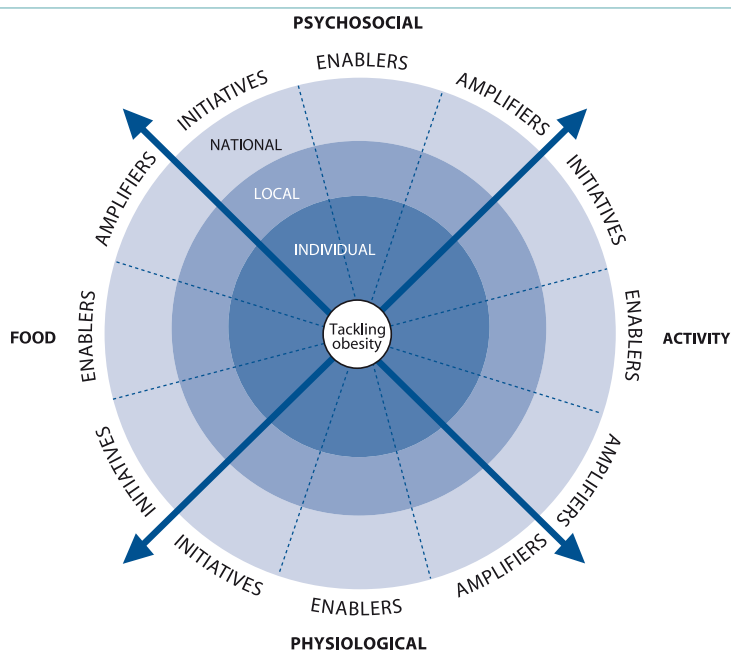 PSYCHOSOCIAL
ENABLERS
INITIATIVES
AMPLIFIERS
NATIONAL
AMPLIFIERS
INITIATIVES
LOCAL
INDIVIDUAL
ENABLERS
ENABLERS
FOOD
Tackling
obesity
ACTIVITY
INITIATIVES
AMPLIFIERS
INITIATIVES
AMPLIFIERS
ENABLERS
PHYSIOLOGICAL